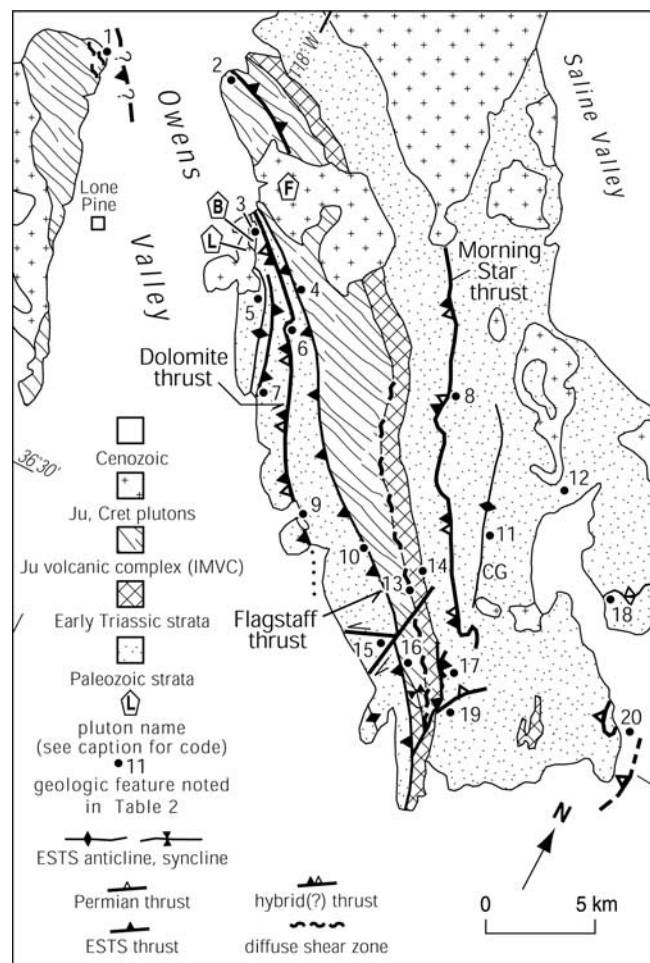 1
?
?
2
118°W
Owens
Saline Valley
Lone
Pine
F
B
3
L
Valley
Morning
Star
thrust
4
5
6
Dolomite
thrust
7
8
36°30'
Cenozoic
Ju, Cret plutons
Ju volcanic complex (IMVC)
Early Triassic strata
Paleozoic strata
L
pluton name
(see caption for code)
11
geologic feature noted
in Table 2
9
10
12
11
CG
13
14
Flagstaff
thrust
15
16
17
18
19
20
N
ESTS anticline, syncline
Permian thrust
hybrid(?) thrust
ESTS thrust
diffuse shear zone
0 5 km